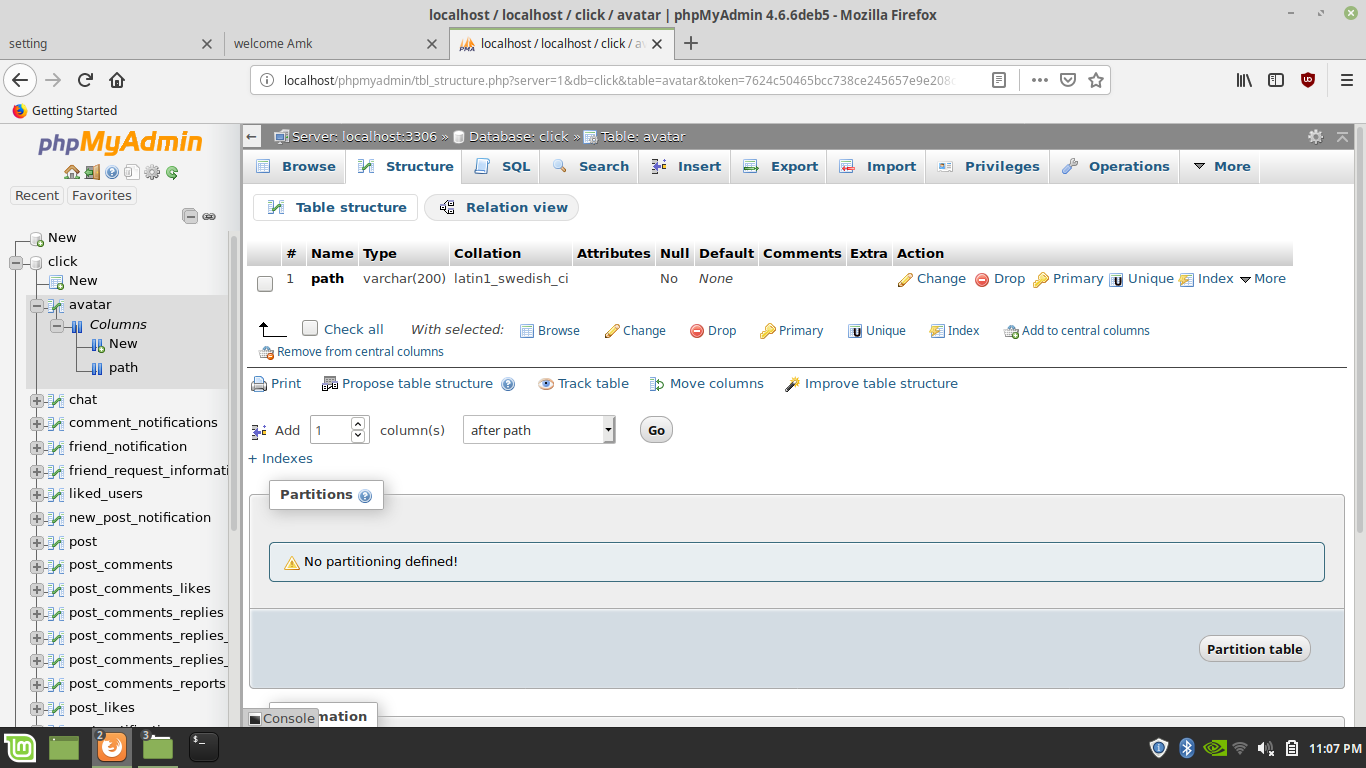 localhost / localhost / click / avatar | phpMyAdmin 4.6.6deb5 - Mozilla Firefox
setting
welcome Amk
localhost / localhost / click / av
localhost/phpmyadmin/tbl_structure.php?server=1&db=click&table=avatar&token=7624c50465bcc738ce245657e9e208
Getting Started
phpMyAdmin
Recent Favorites
New
click
New
avatar
Columns
New
path
chat
comment_notifications
friend_notification
friend_request_informati
liked_users
new_post_notification
post
post_comments
post_comments_likes
post_comments_replies
post_comments_replies_
post_comments_replies_
post_comments_reports
post_likes
Server: localhost:3306 » Database: click » Table: avatar
Browse Structure SQL Search Insert Export Import Privileges Operations More
Table structure Relation view
# Name Type Collation Attributes Null Default Comments Extra Action
1 path varchar(200) latin1_swedish_ci No None Change Drop Primary Unique Index More
Check all With selected: Browse Change Drop Primary Unique Index Add to central columns
Remove from central columns
Print Propose table structure Track table Move columns Improve table structure
Add 1 column(s) after path Go
+ Indexes
Partitions
No partitioning defined!
Partition table
mation
Console
2 3 11:07 PM